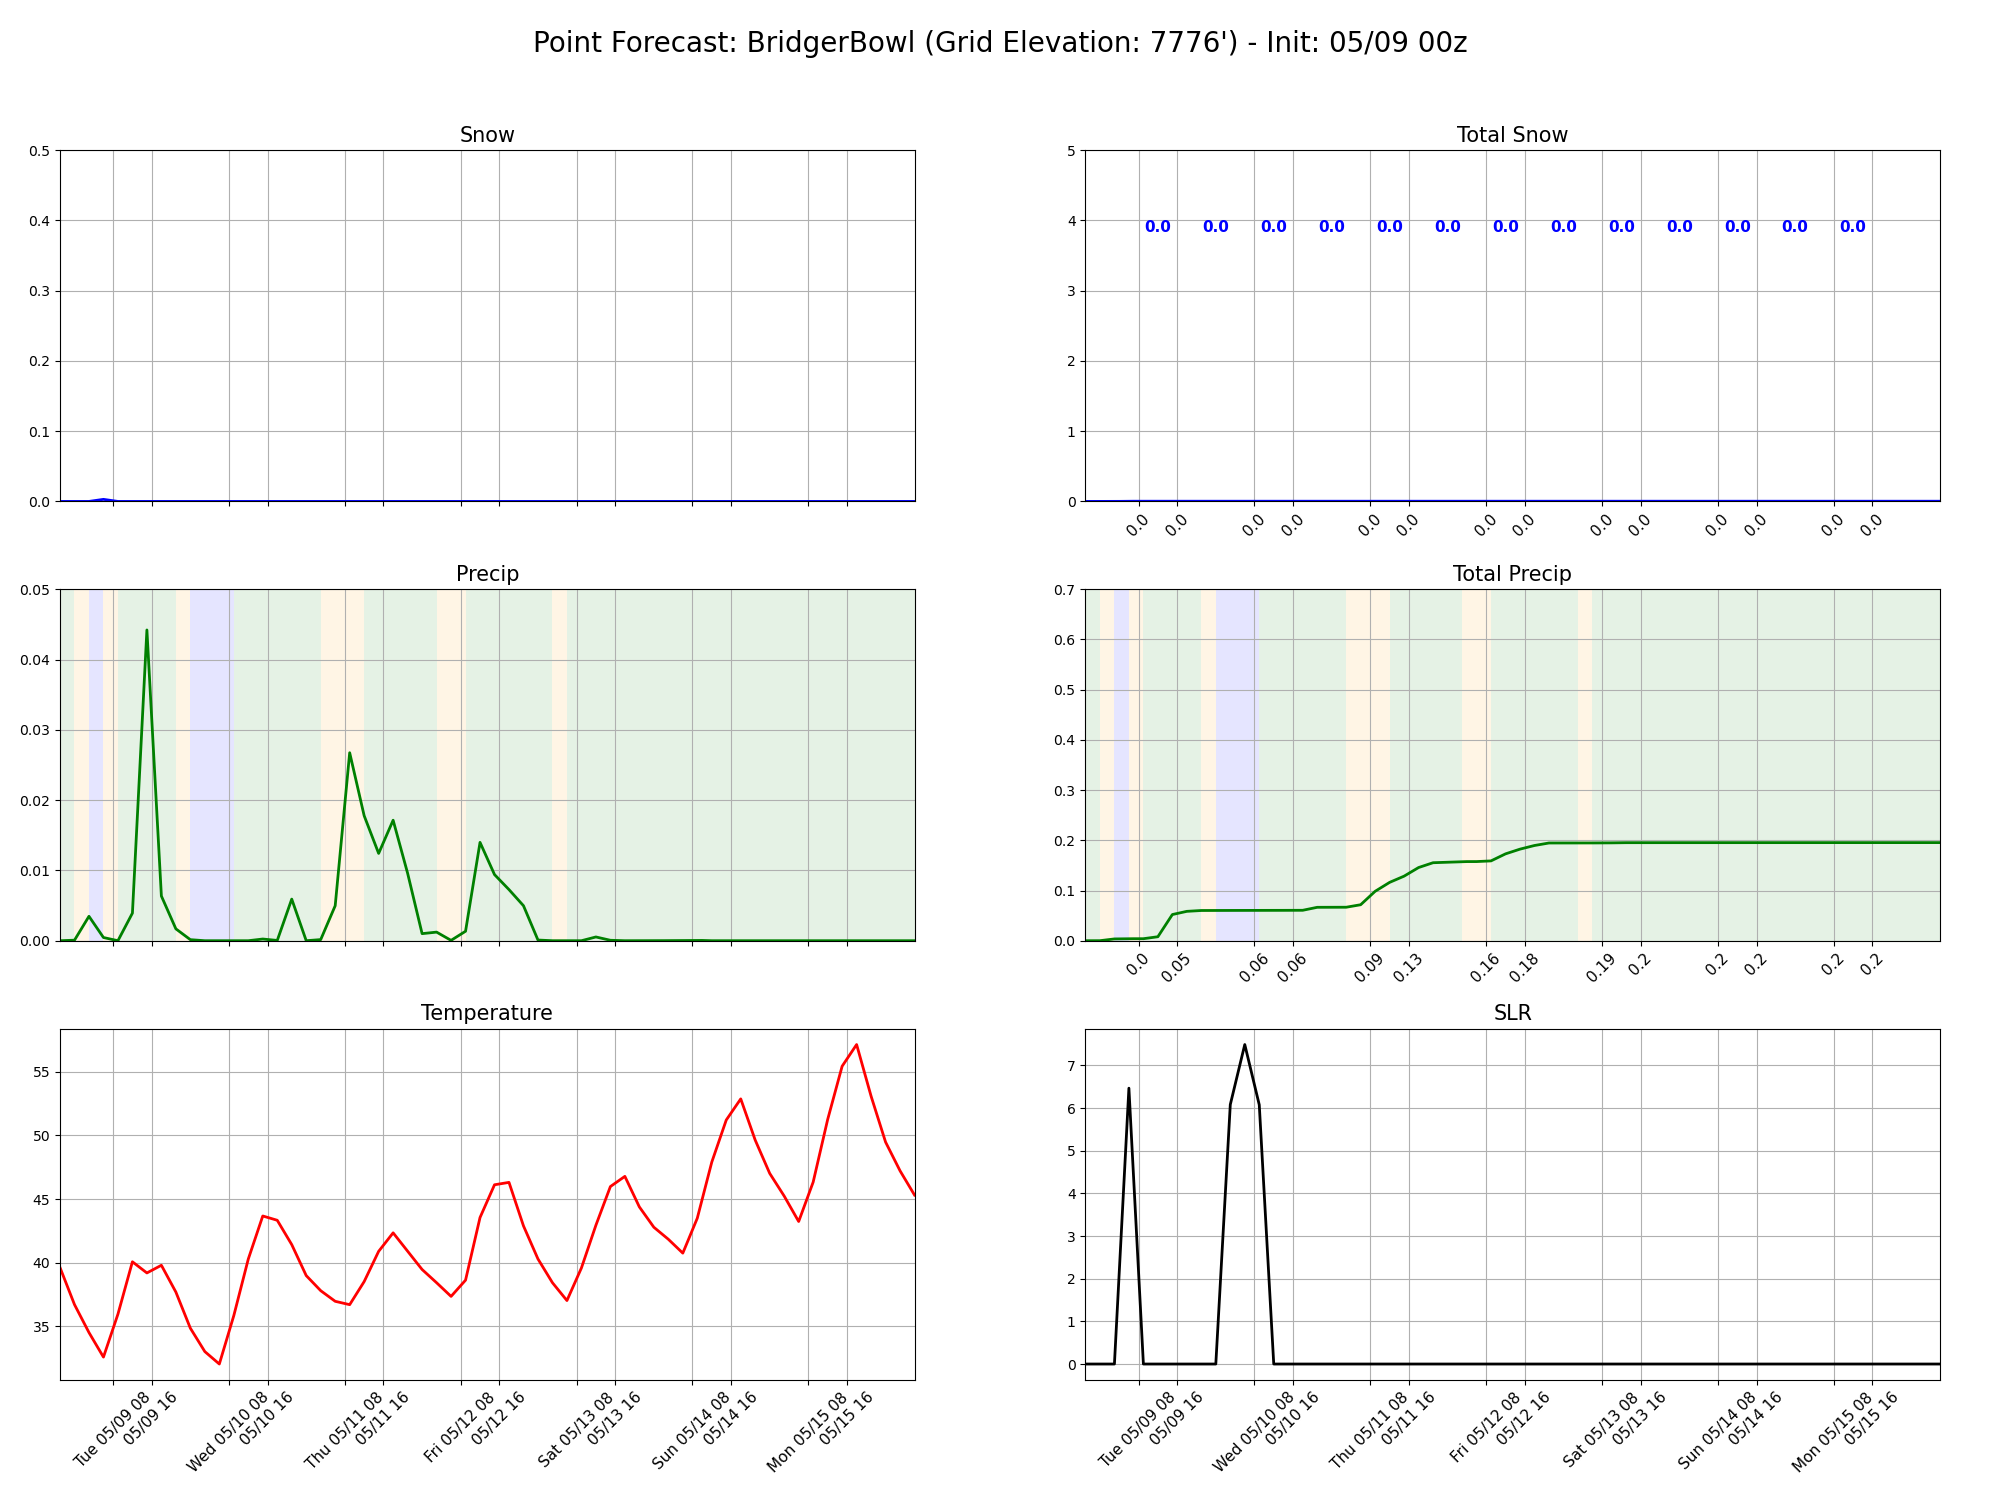 Point Forecast: BridgerBowl (Grid Elevation: 7776') - Init: 05/09 00z
Snow
0.5
0.4
0.3
0.2
0.1
0.0
Total Snow
5
4
3
2
1
0
0.0 0.0 0.0 0.0 0.0 0.0 0.0 0.0 0.0 0.0 0.0 0.0 0.0
0.0 0.0 0.0 0.0 0.0 0.0 0.0 0.0 0.0 0.0 0.0 0.0 0.0 0.0
Precip
0.05
0.04
0.03
0.02
0.01
0.00
Total Precip
0.7
0.6
0.5
0.4
0.3
0.2
0.1
0.0
0.0 0.05 0.06 0.06 0.09 0.13 0.16 0.18 0.19 0.2 0.2 0.2 0.2 0.2
Temperature
55
50
45
40
35
Tue 05/09 08
05/09 16
Wed 05/10 08
05/10 16
Thu 05/11 08
05/11 16
Fri 05/12 08
05/12 16
Sat 05/13 08
05/13 16
Sun 05/14 08
05/14 16
Mon 05/15 08
05/15 16
SLR
7
6
5
4
3
2
1
0
Tue 05/09 08
05/09 16
Wed 05/10 08
05/10 16
Thu 05/11 08
05/11 16
Fri 05/12 08
05/12 16
Sat 05/13 08
05/13 16
Sun 05/14 08
05/14 16
Mon 05/15 08
05/15 16